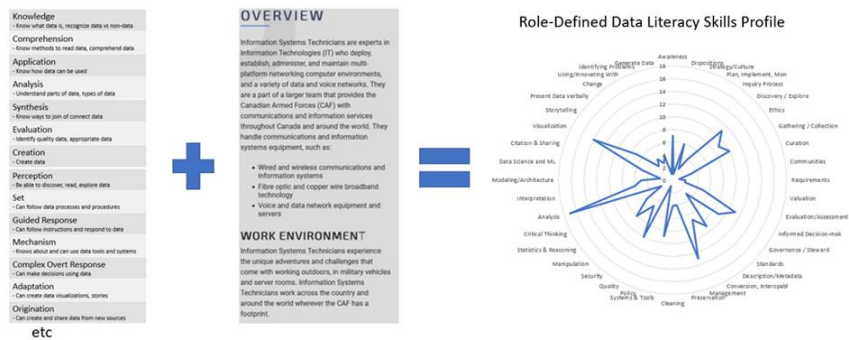 Knowledge
- Know what data is, recognize data vs non-data
Comprehension
- Know methods to read data, comprehend data
Application
- Know how data can be used
Analysis
- Understand parts of data, types of data
Synthesis
- Know ways to join of connect data
Evaluation
- Identify quality data, appropriate data
Creation
- Create data
Perception
- Be able to discover, read, explore data
Set
- Can follow data processes and procedures
Guided Response
- Can follow instructions and respond to data
Mechanism
- Knows about and can use data tools and systems
Complex Overt Response
- Can make decisions using data
Adaptation
- Can create data visualizations, stories
Origination
- Can create and share data from new sources
etc
OVERVIEW
Information Systems Technicians are experts in
Information Technologies (IT) who deploy,
establish, administer, and maintain multi-
platform networking computer environments,
and a variety of data and voice networks. They
are a part of a larger team that provides the
Canadian Armed Forces (CAF) with
communications and information services
throughout Canada and around the world. They
handle communications and information
systems equipment, such as:
• Wired and wireless communications and
information systems
• Fibre optic and copper wire broadband
technology
• Voice and data network equipment and
servers
WORK ENVIRONMENT
Information Systems Technicians experience
the unique adventures and challenges that
come with working outdoors, in military vehicles
and server rooms. Information Systems
Technicians work across the country and
around the world wherever the CAF has a
footprint.
Role-Defined Data Literacy Skills Profile
Awareness
Dispositions
Strategy/Culture
Plan, Implement, Mon
Inquiry Process
Discovery / Explore
Ethics
Gathering / Collection
Curation
Communities
Requirements
Valuation
Evaluation/Assessment
Informed Decision-mak
Governance / Steward
Standards
Description/Metadata
Conversion, Interopabl
Management
Preservation
Cleaning
Systems & Tools
Policy
Quality
Security
Manipulation
Statistics & Reasoning
Critical Thinking
Analysis
Interpretation
Modeling/Architecture
Data Science and ML
Citation & Sharing
Visualization
Storytelling
Present Data Verbally
Change
Using/Innovating With
Identifying Problems
Generate Data
18
16
14
12
10
8
6
4
2
0